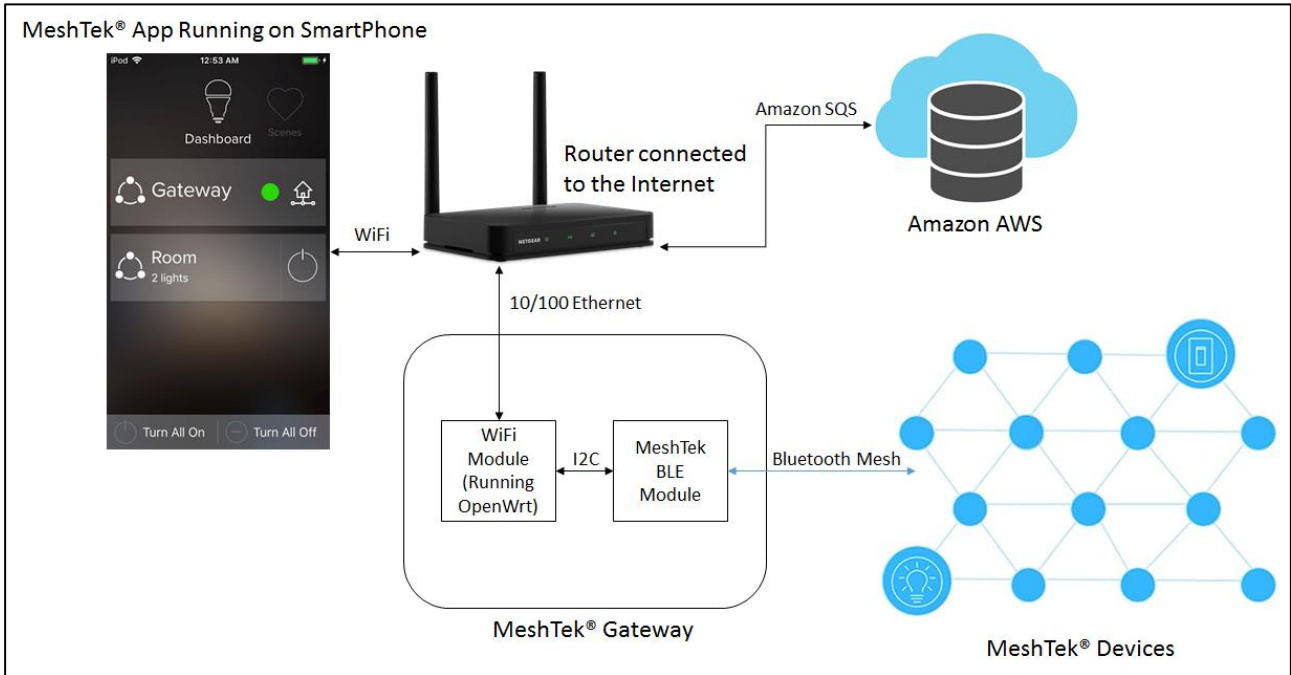 MeshTek® App Running on SmartPhone
iPod
12:53 AM
Dashboard
Scenes
Gateway
Room
2 lights
Turn All On
Turn All Off
WiFi
NETGEAR
Router connected
to the Internet
Amazon SQS
Amazon AWS
10/100 Ethernet
WiFi
Module
(Running
OpenWrt)
I2C
MeshTek
BLE
Module
Bluetooth Mesh
MeshTek® Gateway
MeshTek® Devices